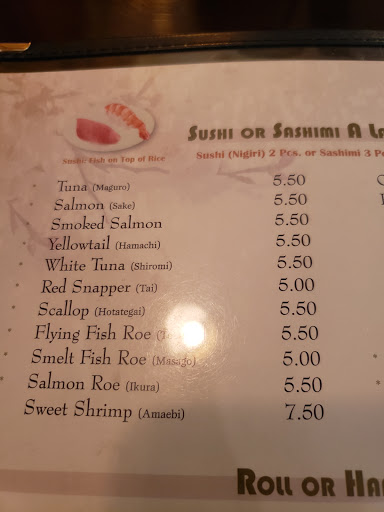 SUSHI OR SASHIMI A LA
Sushi: Fish on Top of Rice
Sushi (Nigiri) 2 Pcs. or Sashimi 3 P
Tuna (Maguro) 5.50
Salmon (Sake) 5.50
Smoked Salmon 5.50
Yellowtail (Hamachi) 5.50
White Tuna (Shiromi) 5.50
Red Snapper (Tai) 5.00
Scallop (Hotategai) 5.50
Flying Fish Roe 5.50
Smelt Fish Roe (Masago) 5.00
Salmon Roe (Ikura) 5.50
Sweet Shrimp (Amaebi) 7.50
ROLL OR HA